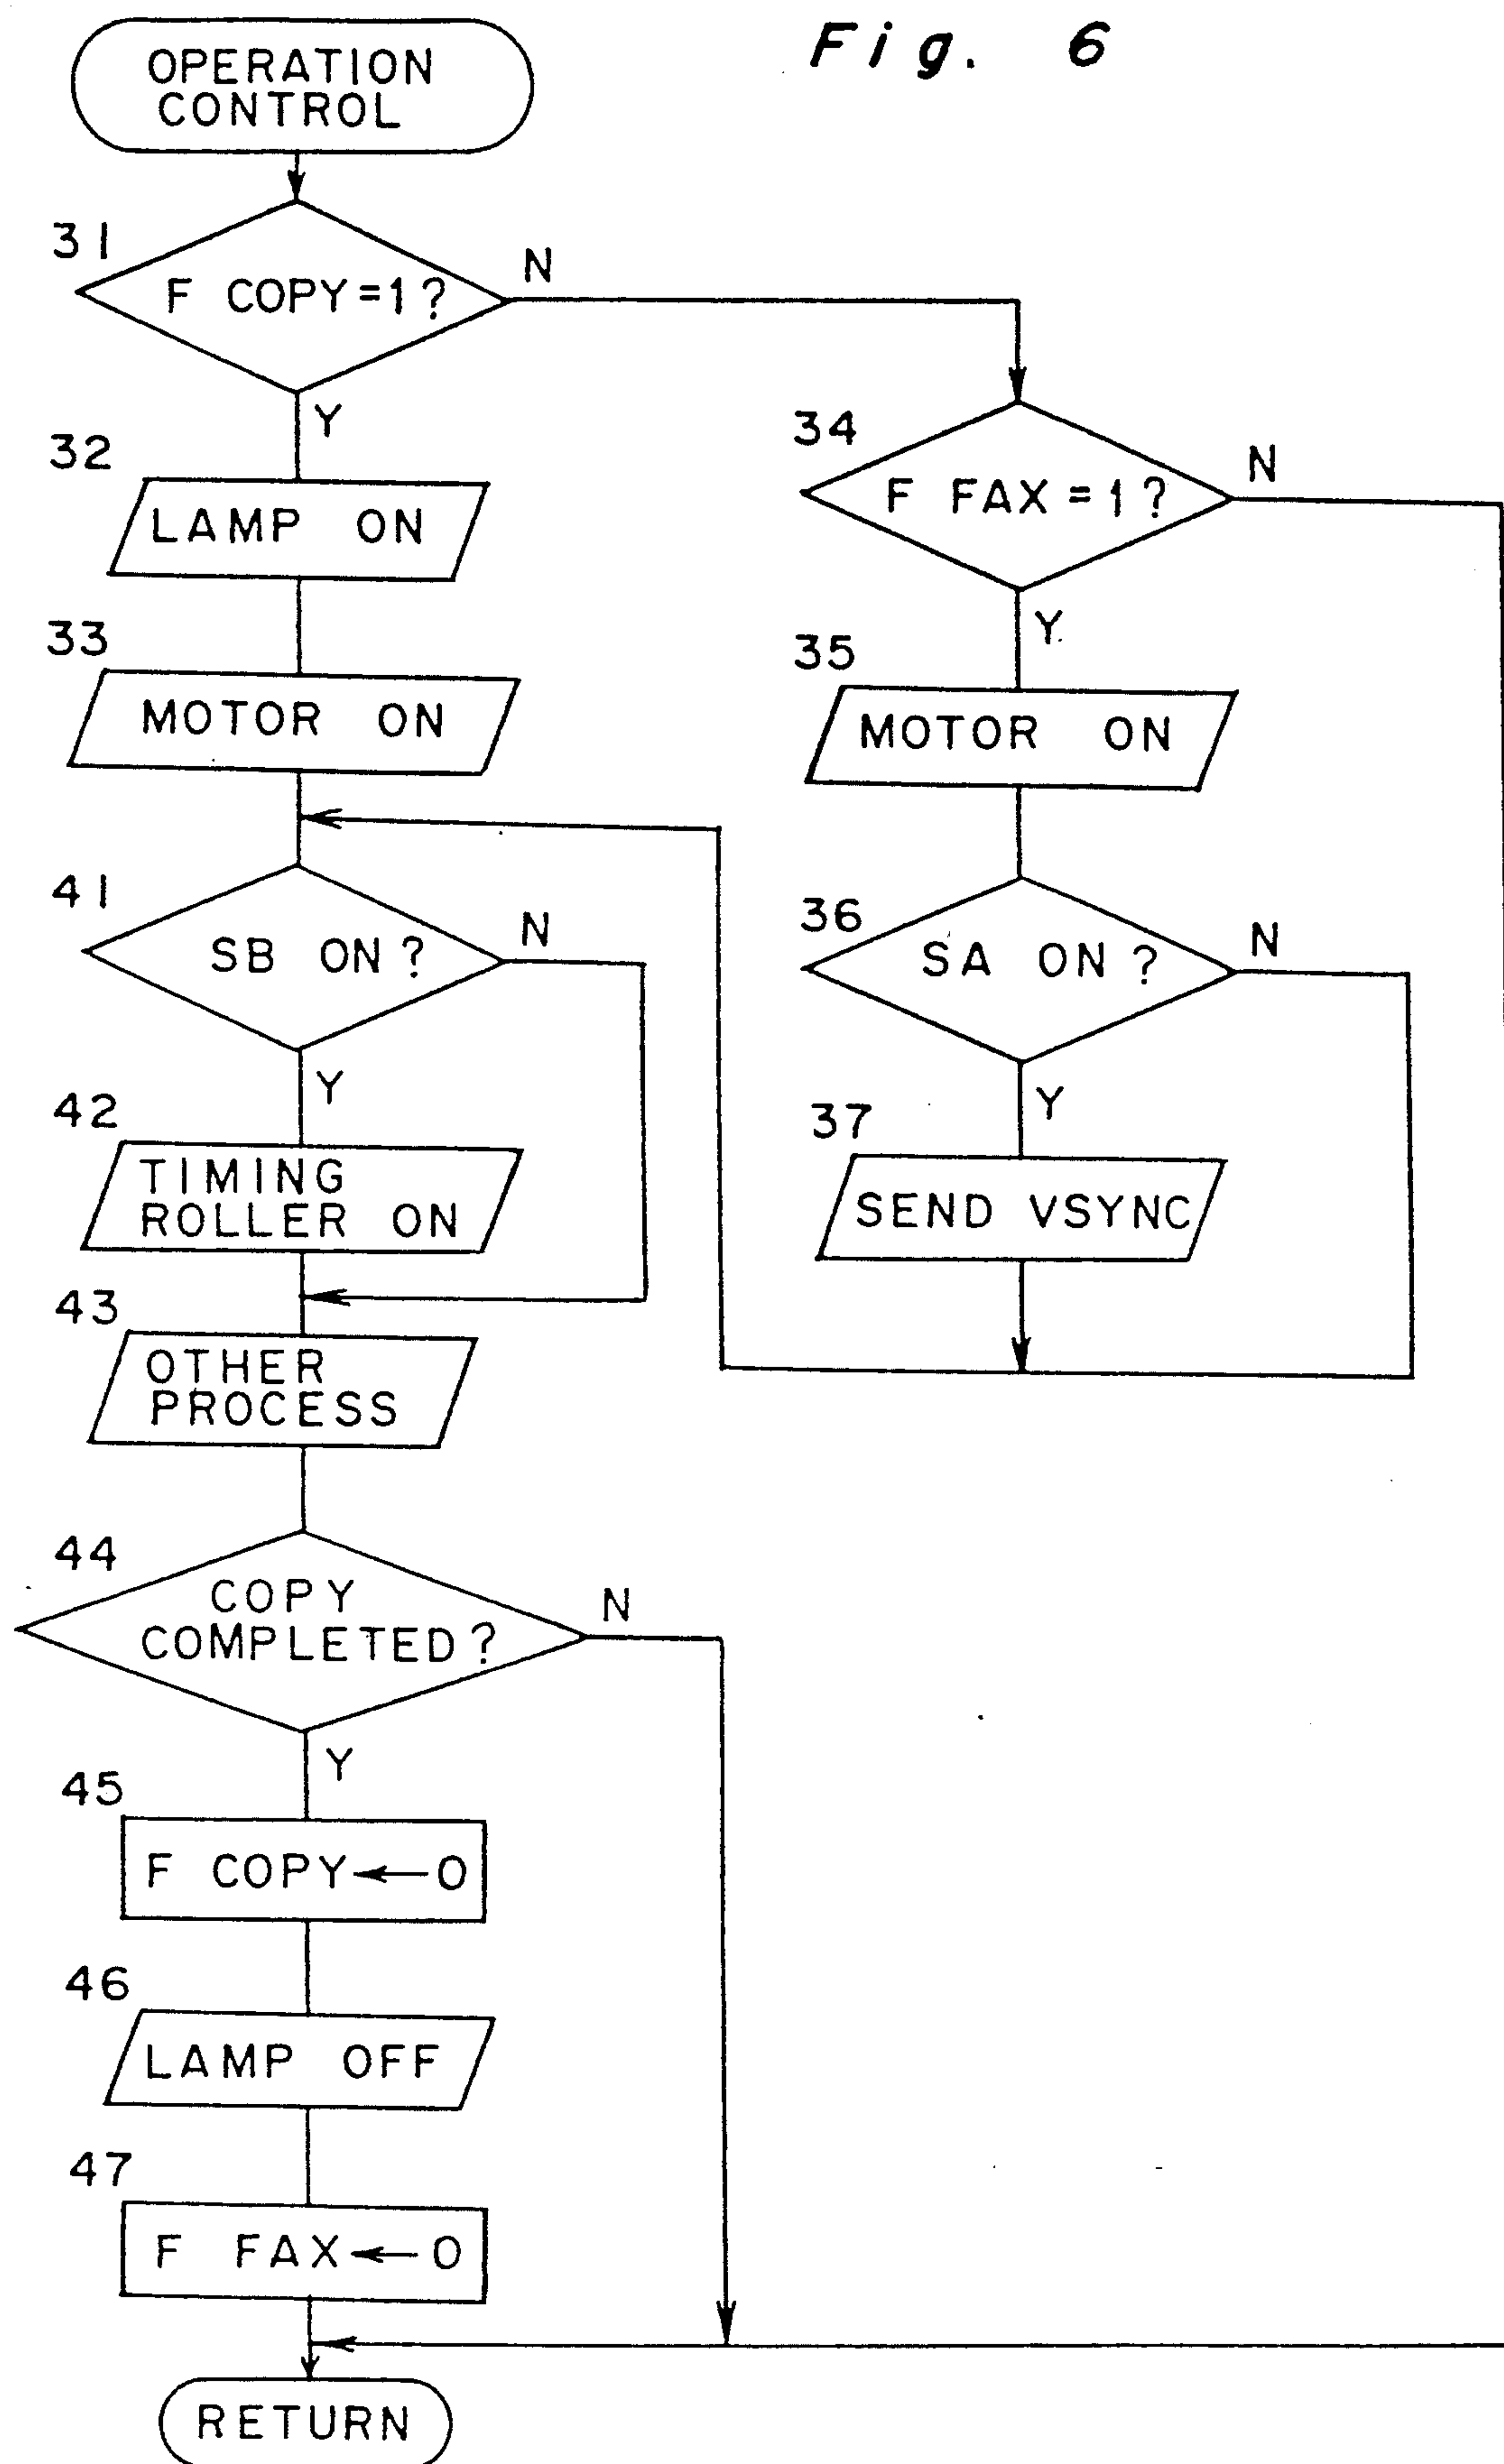 Fig. 6
OPERATION
CONTROL
31
F COPY=1?
N
Y
32
LAMP ON
33
MOTOR ON
34
F FAX=1?
N
Y
35
MOTOR ON
36
SA ON?
N
Y
37
SEND VSYNC
41
SB ON?
N
Y
42
TIMING
ROLLER ON
43
OTHER
PROCESS
44
COPY
COMPLETED?
N
Y
45
F COPY←0
46
LAMP OFF
47
F FAX←0
RETURN